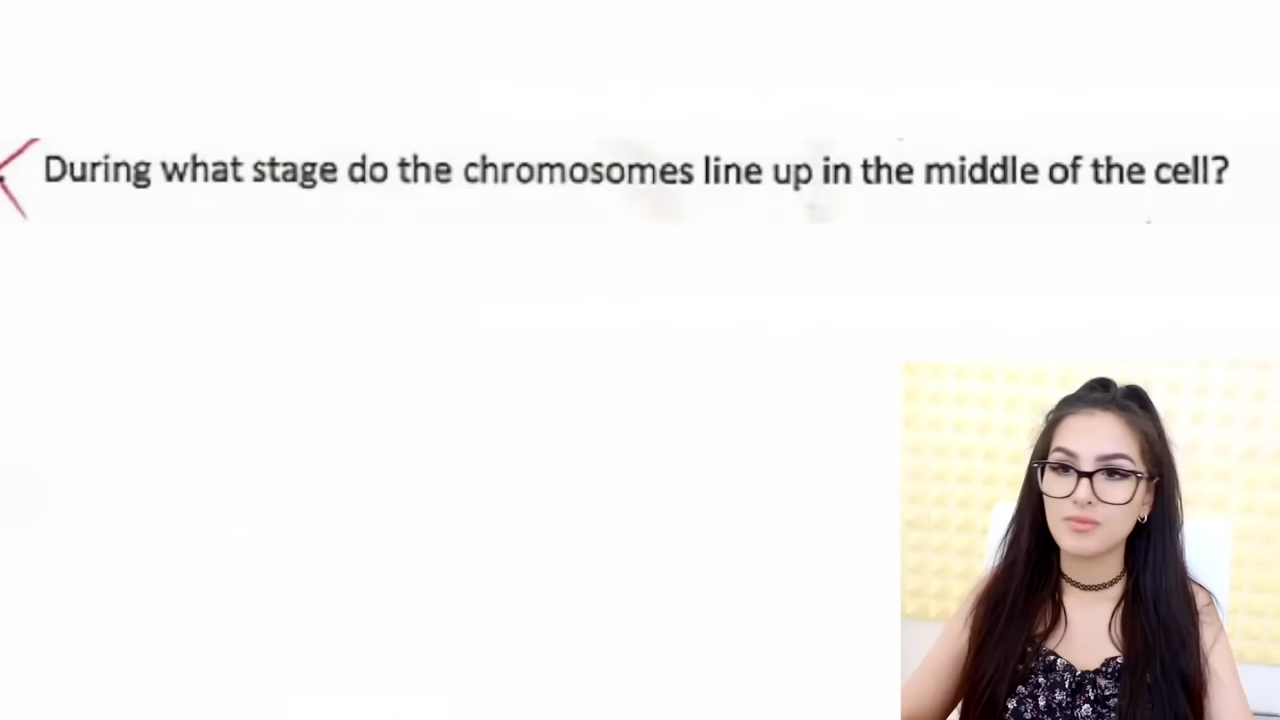 During what stage do the chromosomes line up in the middle of the cell?